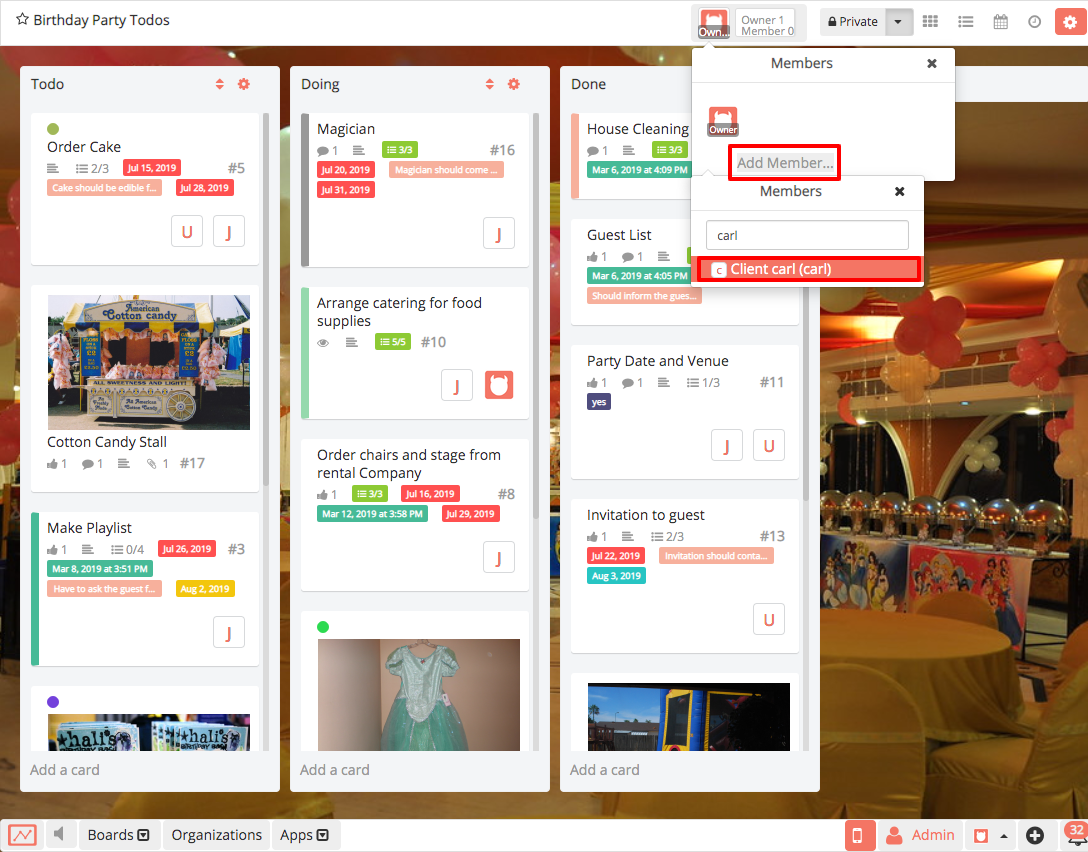 Birthday Party Todos
Own...
Owner 1
Member 0
Private
Todo
Order Cake
2/3
Jul 15, 2019
#5
Cake should be edible f...
Jul 28, 2019
U
J
American
Cotton candy
ALL SWEETNESS AND LIGHT!
Cotton Candy Stall
1
1
1
#17
Make Playlist
1
0/4
Jul 26, 2019
#3
Mar 8, 2019 at 3:51 PM
Have to ask the guest f...
Aug 2, 2019
J
hali's
hali's
Add a card
Doing
Magician
1
3/3
#16
Jul 20, 2019
Magician should come ...
Jul 31, 2019
J
Arrange catering for food
supplies
5/5
#10
J
Order chairs and stage from
rental Company
1
3/3
Jul 16, 2019
#8
Mar 12, 2019 at 3:58 PM
Jul 29, 2019
J
Add a card
Done
House Cleaning
1
3/3
Mar 6, 2019 at 4:09 PM
Guest List
1
1
Mar 6, 2019 at 4:05 PM
Should inform the gues...
Party Date and Venue
1
1
1/3
#11
yes
J
U
Invitation to guest
1
2/3
#13
Jul 22, 2019
Invitation should conta...
Aug 3, 2019
U
Add a card
Members
Owner
Add Member...
Members
carl
c Client carl (carl)
Boards
Organizations
Apps
Admin
32